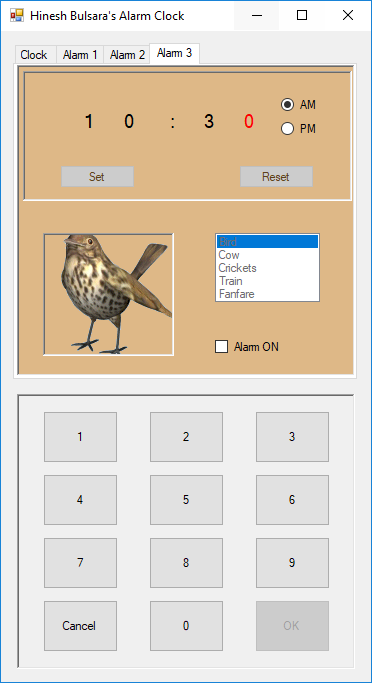 Hinesh Bulsara's Alarm Clock
Clock Alarm 1 Alarm 2 Alarm 3
1 0 : 3 0
AM
PM
Set Reset
Bird
Cow
Crickets
Train
Fanfare
Alarm ON
1 2 3
4 5 6
7 8 9
Cancel 0 OK